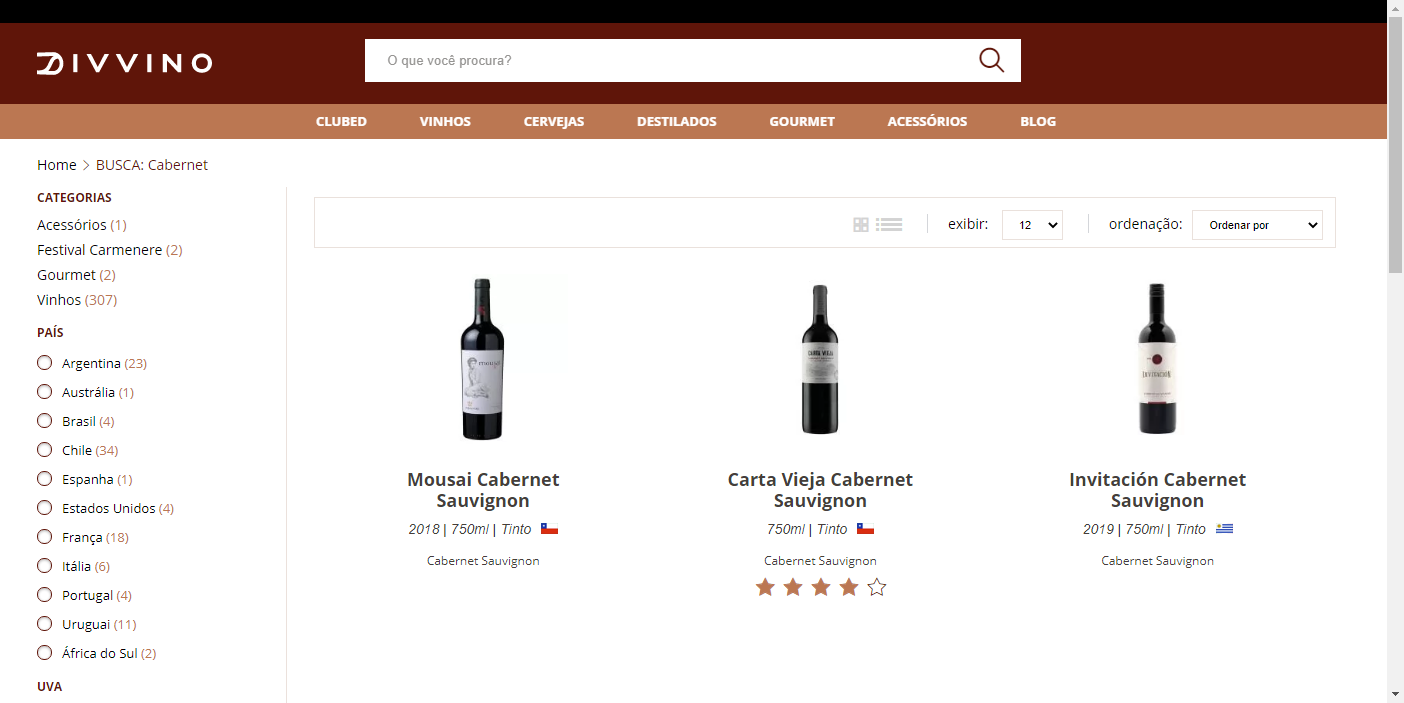 DIVVINO
O que você procura?
CLUBED VINHOS CERVEJAS DESTILADOS GOURMET ACESSÓRIOS BLOG
Home > BUSCA: Cabernet
CATEGORIAS
Acessórios (1)
Festival Carmenere (2)
Gourmet (2)
Vinhos (307)
PAÍS
Argentina (23)
Austrália (1)
Brasil (4)
Chile (34)
Espanha (1)
Estados Unidos (4)
França (18)
Itália (6)
Portugal (4)
Uruguai (11)
África do Sul (2)
UVA
exibir: 12 ordenação: Ordenar por
mousai
CARTA VIEJA
INVITACIÓN
Mousai Cabernet
Sauvignon
2018 | 750ml | Tinto
Cabernet Sauvignon
Carta Vieja Cabernet
Sauvignon
750ml | Tinto
Cabernet Sauvignon
Invitación Cabernet
Sauvignon
2019 | 750ml | Tinto
Cabernet Sauvignon